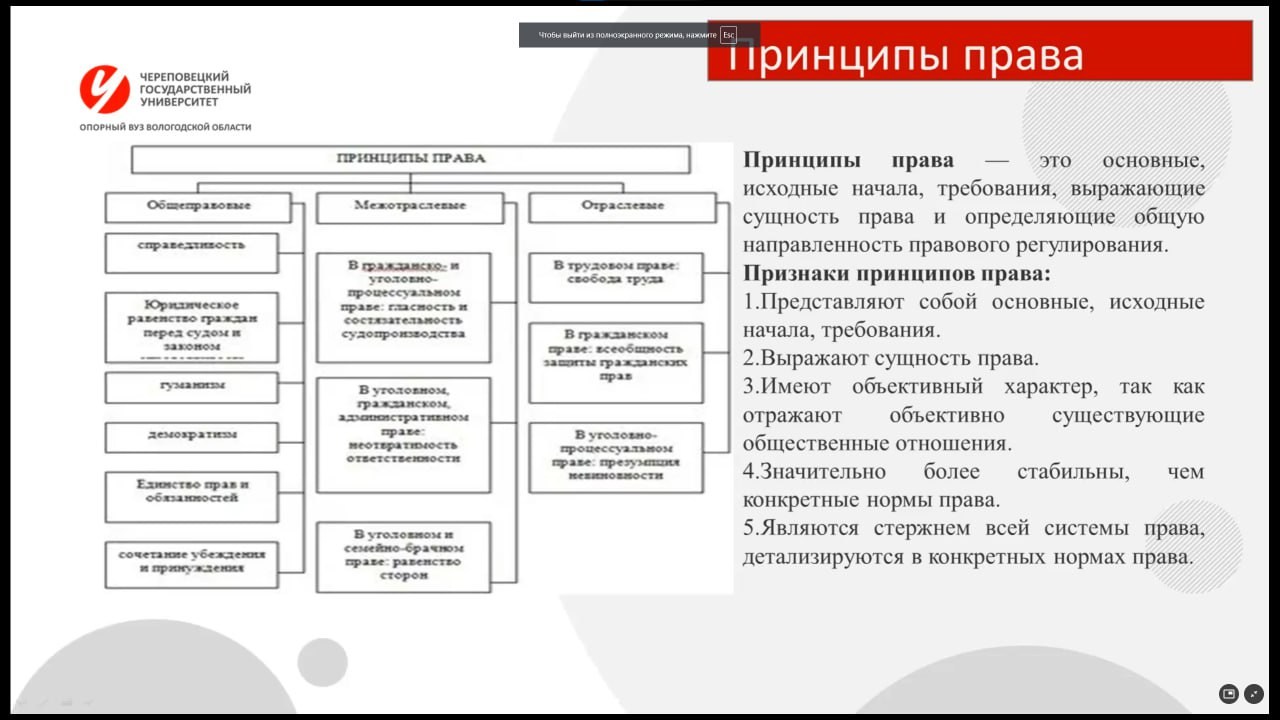 Чтобы выйти из полноэкранного режима, нажмите Esc
Принципы права
ЧЕРЕПОВЕЦКИЙ
ГОСУДАРСТВЕННЫЙ
УНИВЕРСИТЕТ
ОПОРНЫЙ ВУЗ ВОЛОГОДСКОЙ ОБЛАСТИ
ПРИНЦИПЫ ПРАВА
Общеправовые
справедливость
Юридическое
равенство граждан
перед судом и
законом
гуманизм
демократизм
Единство прав и
обязанностей
сочетание убеждения
и принуждения
Межотраслевые
В гражданско- и
уголовно-
процессуальном
праве: гласность и
состязательность
судопроизводства
В уголовном,
гражданском,
административном
праве:
неотвратимость
ответственности
В уголовном и
семейно-брачном
праве: равенство
сторон
Отраслевые
В трудовом праве:
свобода труда
В гражданском
праве: всеобщность
защиты гражданских
прав
В уголовно-
процессуальном
праве: презумпция
невиновности
Принципы права — это основные,
исходные начала, требования, выражающие
сущность права и определяющие общую
направленность правового регулирования.
Признаки принципов права:
1.Представляют собой основные, исходные
начала, требования.
2.Выражают сущность права.
3.Имеют объективный характер, так как
отражают объективно существующие
общественные отношения.
4.Значительно более стабильны, чем
конкретные нормы права.
5.Являются стержнем всей системы права,
детализируются в конкретных нормах права.